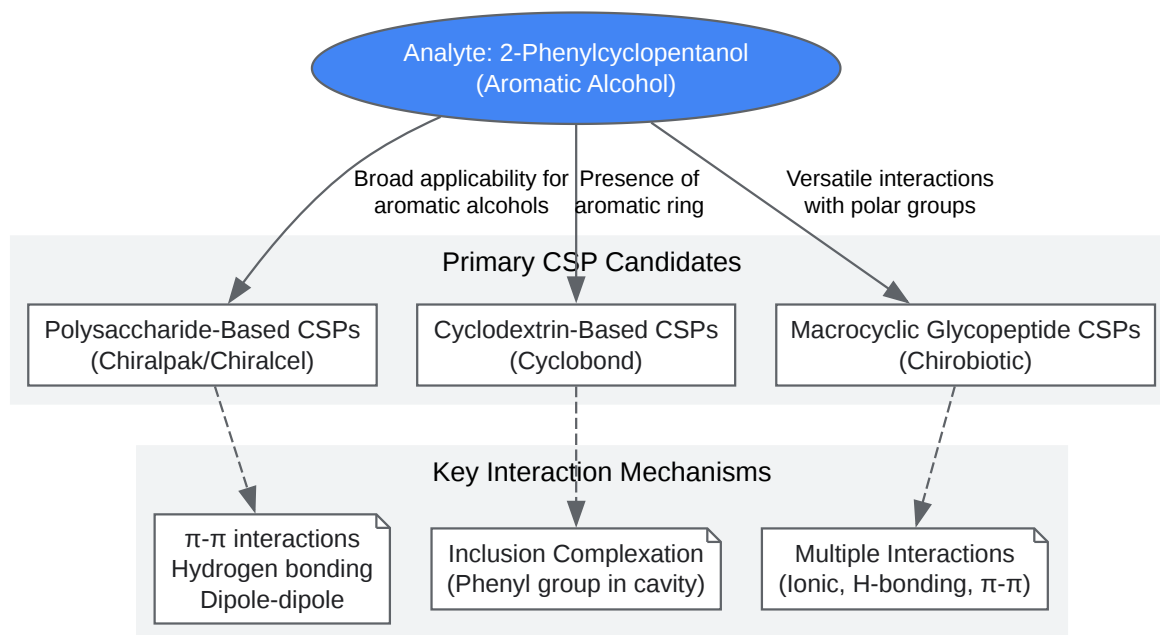 Analyte: 2-Phenylcyclopentanol
(Aromatic Alcohol)
Broad applicability for
aromatic alcohols
Presence of
aromatic ring
Versatile interactions
with polar groups
Primary CSP Candidates
Polysaccharide-Based CSPs
(Chiralpak/Chiralcel)
Cyclodextrin-Based CSPs
(Cyclobond)
Macrocyclic Glycopeptide CSPs
(Chirobiotic)
Key Interaction Mechanisms
π-π interactions
Hydrogen bonding
Dipole-dipole
Inclusion Complexation
(Phenyl group in cavity)
Multiple Interactions
(Ionic, H-bonding, π-π)